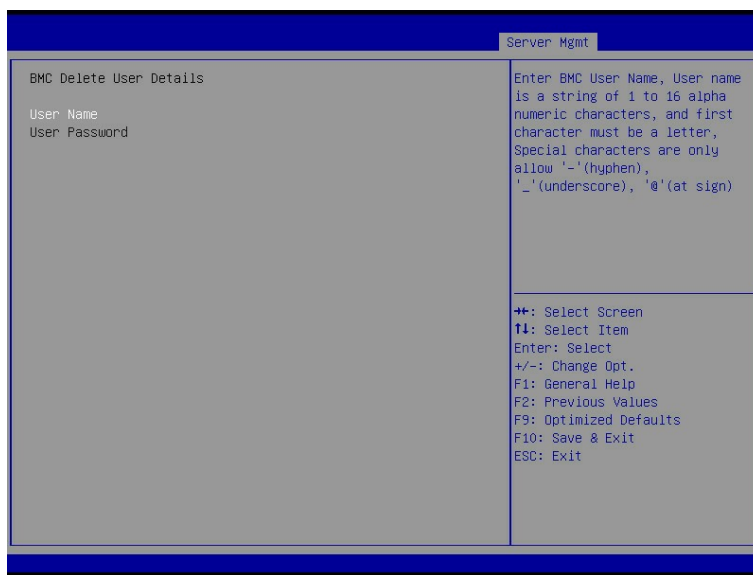 Server Mgmt
BMC Delete User Details
User Name
User Password
Enter BMC User Name, User name
is a string of 1 to 16 alpha
numeric characters, and first
character must be a letter,
Special characters are only
allow '-'(hyphen),
'_'(underscore), '@'(at sign)
→←: Select Screen
↑↓: Select Item
Enter: Select
+/-: Change Opt.
F1: General Help
F2: Previous Values
F9: Optimized Defaults
F10: Save & Exit
ESC: Exit